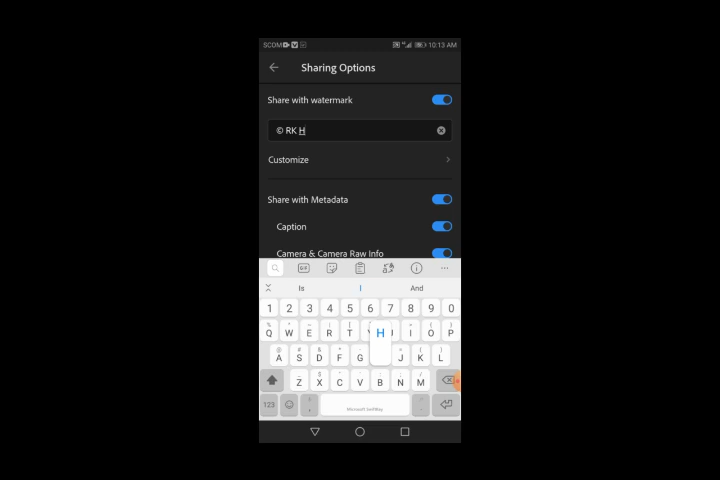 SCOM 10:13 AM
Sharing Options
Share with watermark
© RK H
Customize
Share with Metadata
Caption
Camera & Camera Raw Info
GIF
Is I And
1 2 3 4 5 6 7 8 9 0
Q W E R T Y H I O P
A S D F G J K L
Z X C V B N M
123 Microsoft SwiftKey